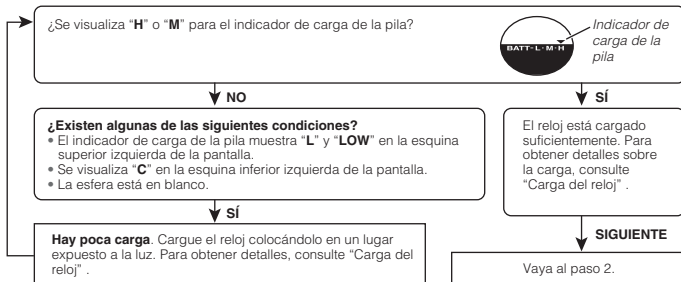 ¿Se visualiza “H” o “M” para el indicador de carga de la pila?
BATT-L·M·H
Indicador de
carga de la
pila
NO
SÍ
¿Existen algunas de las siguientes condiciones?
• El indicador de carga de la pila muestra “L” y “LOW” en la esquina
superior izquierda de la pantalla.
• Se visualiza “C” en la esquina inferior izquierda de la pantalla.
• La esfera está en blanco.
El reloj está cargado
suficientemente. Para
obtener detalles sobre
la carga, consulte
“Carga del reloj” .
SÍ
Hay poca carga. Cargue el reloj colocándolo en un lugar
expuesto a la luz. Para obtener detalles, consulte “Carga del
reloj” .
SIGUIENTE
Vaya al paso 2.